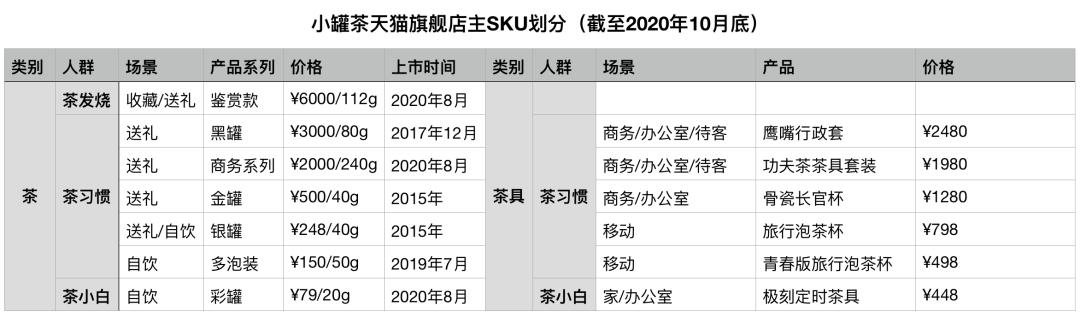 小罐茶天猫旗舰店主SKU划分（截至2020年10月底）
类别 人群 场景 产品系列 价格 上市时间 类别 人群 场景 产品 价格
茶发烧 收藏/送礼 鉴赏款 ¥6000/112g 2020年8月
送礼 黑罐 ¥3000/80g 2017年12月 商务/办公室/待客 鹰嘴行政套 ¥2480
送礼 商务系列 ¥2000/240g 2020年8月 商务/办公室/待客 功夫茶茶具套装 ¥1980
茶 茶习惯 送礼 金罐 ¥500/40g 2015年 茶具 茶习惯 商务/办公室 骨瓷长官杯 ¥1280
送礼/自饮 银罐 ¥248/40g 2015年 移动 旅行泡茶杯 ¥798
自饮 多泡装 ¥150/50g 2019年7月 移动 青春版旅行泡茶杯 ¥498
茶小白 自饮 彩罐 ¥79/20g 2020年8月 茶小白 家/办公室 极刻定时茶具 ¥448